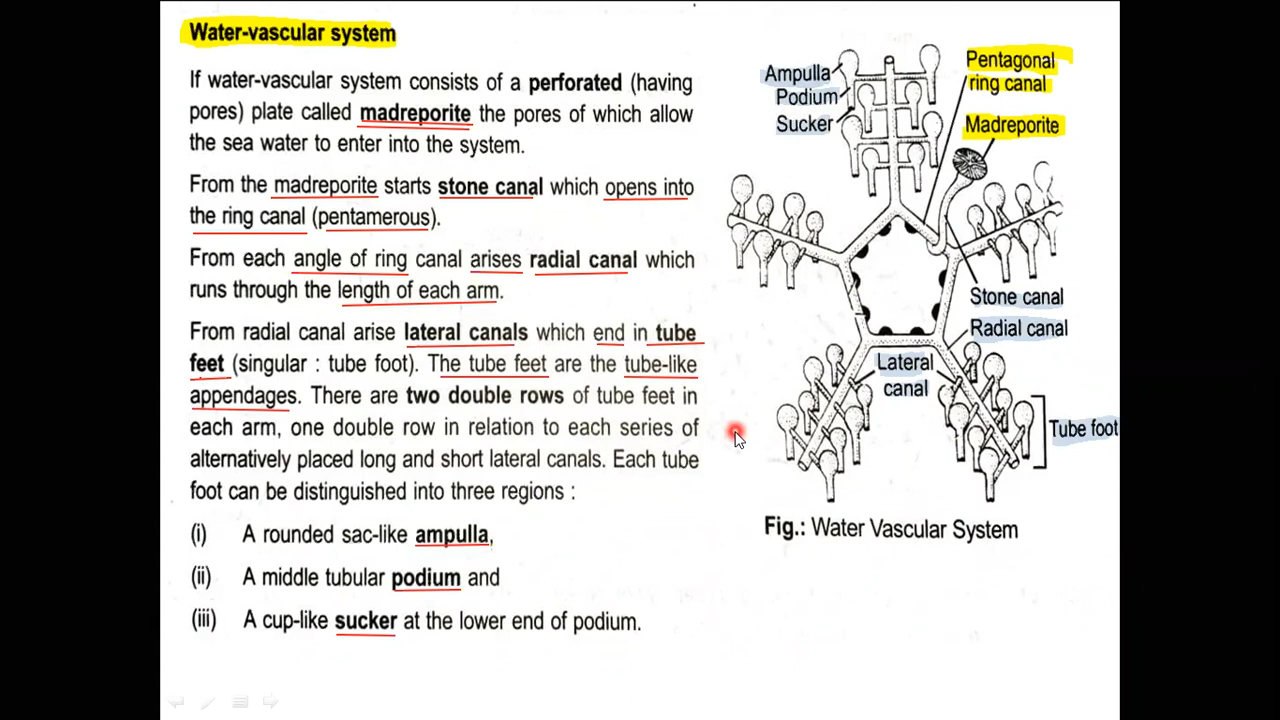 Water-vascular system
If water-vascular system consists of a perforated (having
pores) plate called madreporite the pores of which allow
the sea water to enter into the system.
From the madreporite starts stone canal which opens into
the ring canal (pentamerous).
From each angle of ring canal arises radial canal which
runs through the length of each arm.
From radial canal arise lateral canals which end in tube
feet (singular : tube foot). The tube feet are the tube-like
appendages. There are two double rows of tube feet in
each arm, one double row in relation to each series of
alternatively placed long and short lateral canals. Each tube
foot can be distinguished into three regions :
(i) A rounded sac-like ampulla,
(ii) A middle tubular podium and
(iii) A cup-like sucker at the lower end of podium.
Ampulla
Podium
Sucker
Pentagonal
ring canal
Madreporite
Stone canal
Radial canal
Lateral
canal
Tube foot
Fig.: Water Vascular System